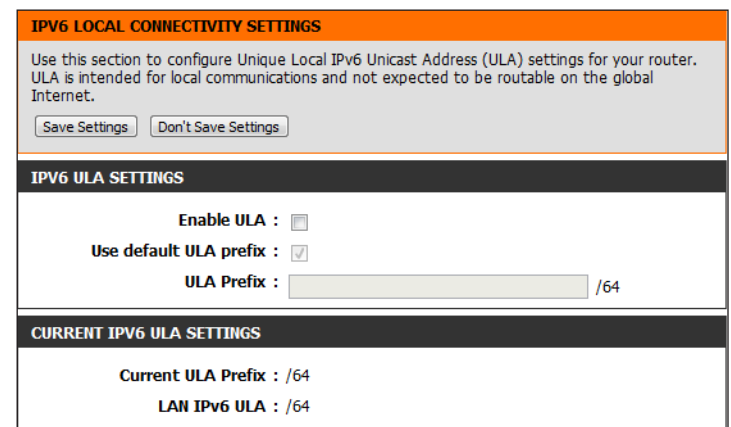 IPV6 LOCAL CONNECTIVITY SETTINGS
Use this section to configure Unique Local IPv6 Unicast Address (ULA) settings for your router.
ULA is intended for local communications and not expected to be routable on the global
Internet.
Save Settings Don't Save Settings
IPV6 ULA SETTINGS
Enable ULA :
Use default ULA prefix :
ULA Prefix : /64
CURRENT IPV6 ULA SETTINGS
Current ULA Prefix : /64
LAN IPv6 ULA : /64